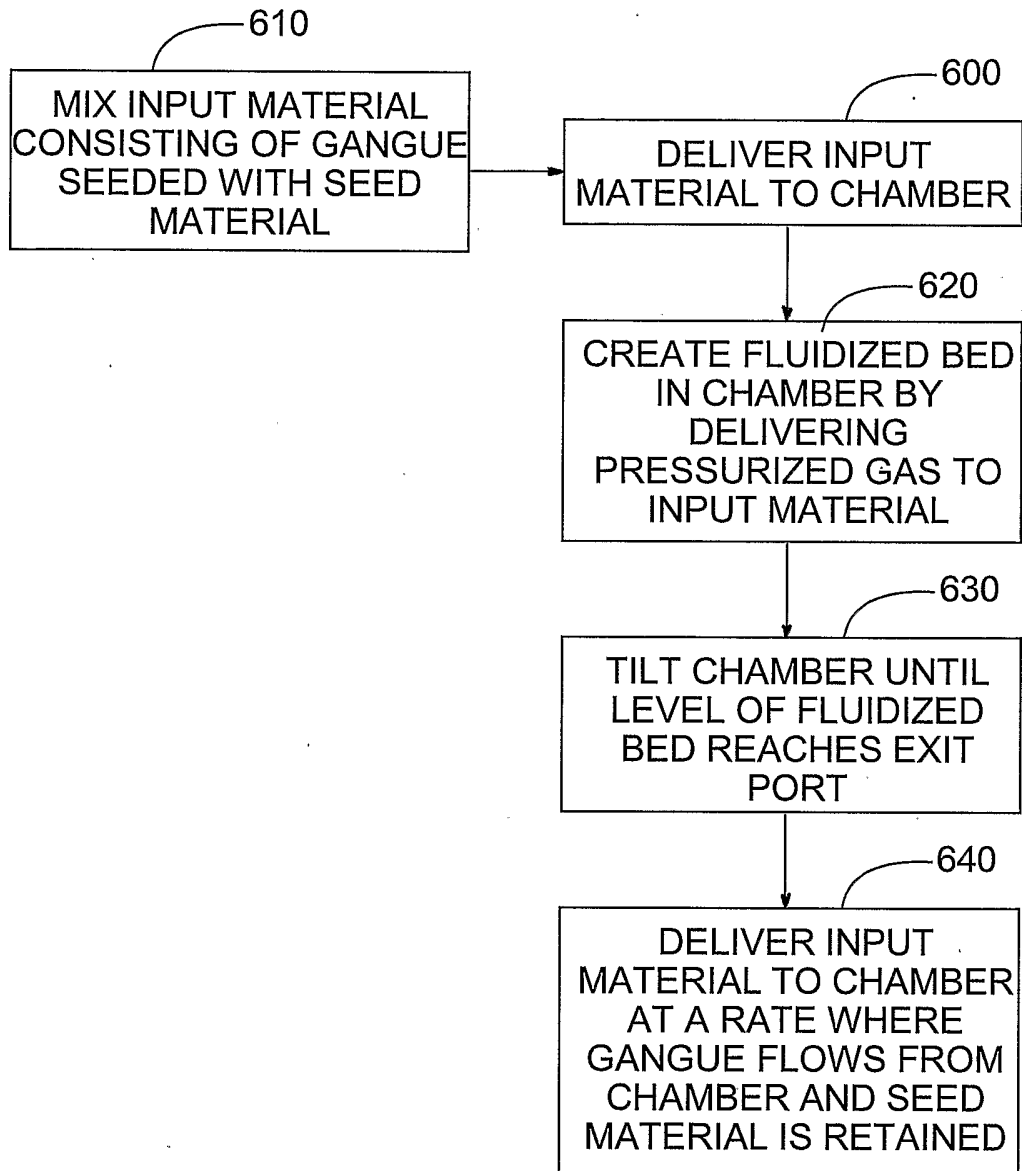 610
MIX INPUT MATERIAL
CONSISTING OF GANGUE
SEEDED WITH SEED
MATERIAL
600
DELIVER INPUT
MATERIAL TO CHAMBER
620
CREATE FLUIDIZED BED
IN CHAMBER BY
DELIVERING
PRESSURIZED GAS TO
INPUT MATERIAL
630
TILT CHAMBER UNTIL
LEVEL OF FLUIDIZED
BED REACHES EXIT
PORT
640
DELIVER INPUT
MATERIAL TO CHAMBER
AT A RATE WHERE
GANGUE FLOWS FROM
CHAMBER AND SEED
MATERIAL IS RETAINED